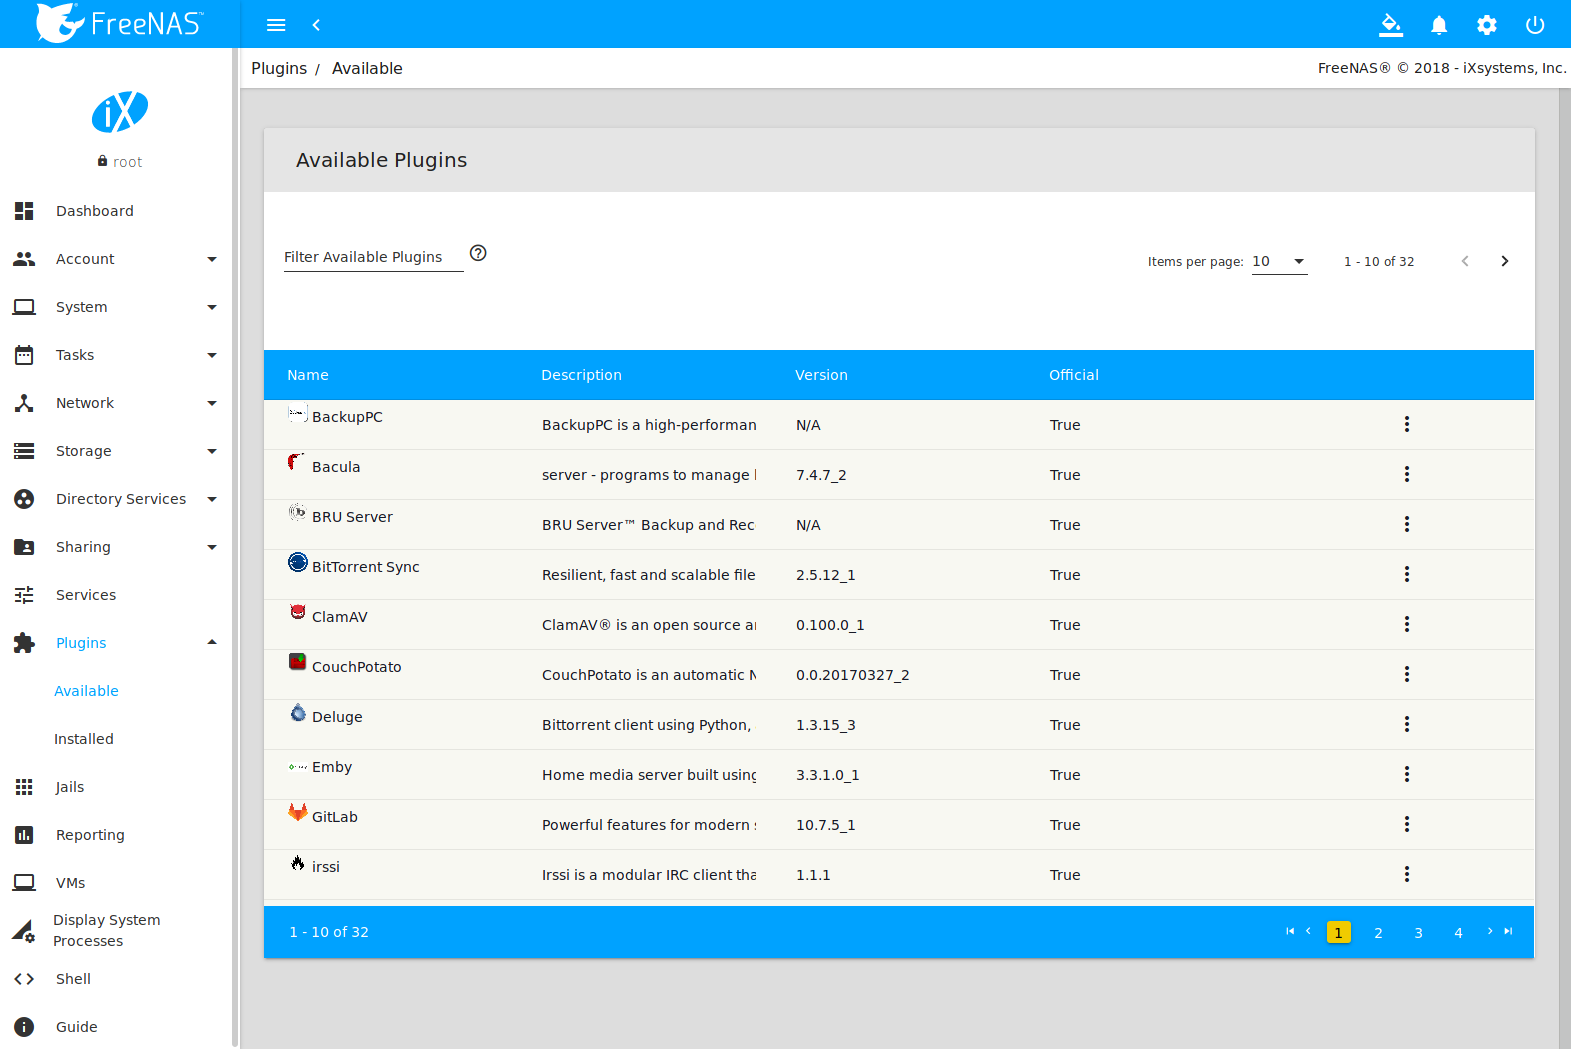 FreeNAS™
Plugins / Available
FreeNAS® © 2018 - iXsystems, Inc.
iX
root
Dashboard
Account
System
Tasks
Network
Storage
Directory Services
Sharing
Services
Plugins
Available
Installed
Jails
Reporting
VMs
Display System
Processes
Shell
Guide
Available Plugins
Filter Available Plugins ?
Items per page: 10 1 - 10 of 32
Name Description Version Official
BackupPC BackupPC is a high-performan N/A True
Bacula server - programs to manage 7.4.7_2 True
BRU Server BRU Server™ Backup and Rec N/A True
BitTorrent Sync Resilient, fast and scalable file 2.5.12_1 True
ClamAV ClamAV® is an open source ar 0.100.0_1 True
CouchPotato CouchPotato is an automatic N 0.0.20170327_2 True
Deluge Bittorrent client using Python, 1.3.15_3 True
Emby Home media server built using 3.3.1.0_1 True
GitLab Powerful features for modern s 10.7.5_1 True
irssi Irssi is a modular IRC client tha 1.1.1 True
1 - 10 of 32 1 2 3 4